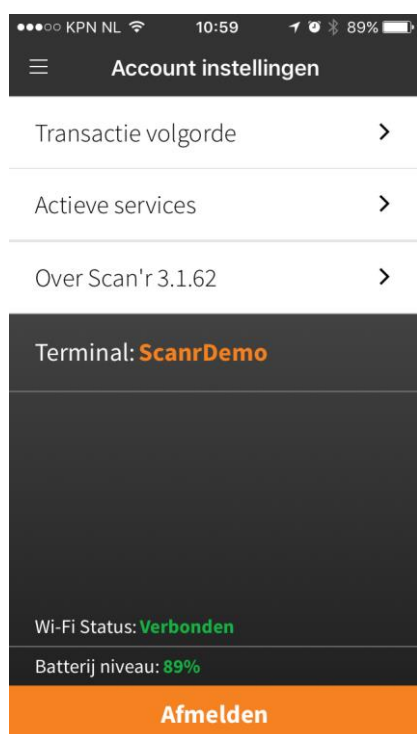 KPN NL 10:59 89%
Account instellingen
Transactie volgorde
Actieve services
Over Scan'r 3.1.62
Terminal: ScanrDemo
Wi-Fi Status: Verbonden
Batterij niveau: 89%
Afmelden